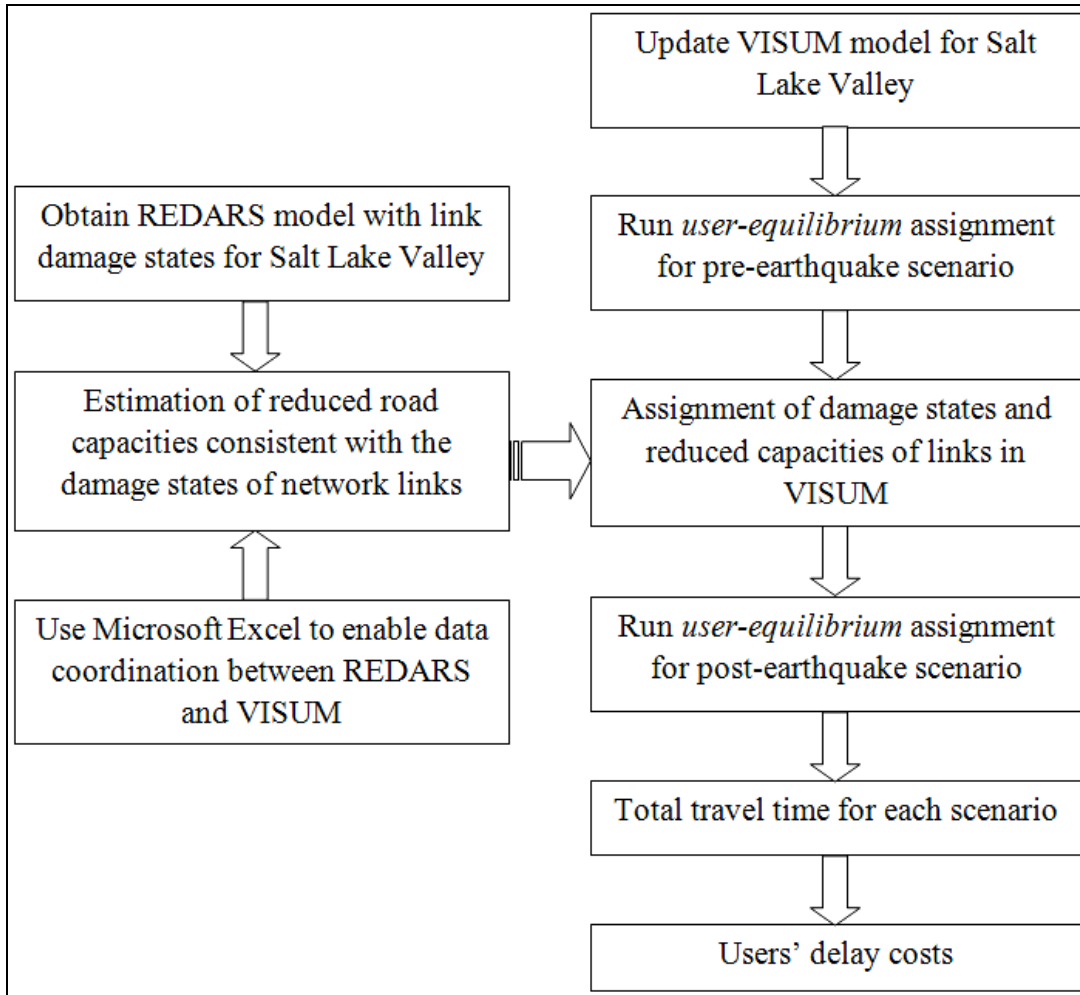 Update VISUM model for Salt
Lake Valley
Obtain REDARS model with link
damage states for Salt Lake Valley
Run user-equilibrium assignment
for pre-earthquake scenario
Estimation of reduced road
capacities consistent with the
damage states of network links
Assignment of damage states and
reduced capacities of links in
VISUM
Use Microsoft Excel to enable data
coordination between REDARS
and VISUM
Run user-equilibrium assignment
for post-earthquake scenario
Total travel time for each scenario
Users’ delay costs